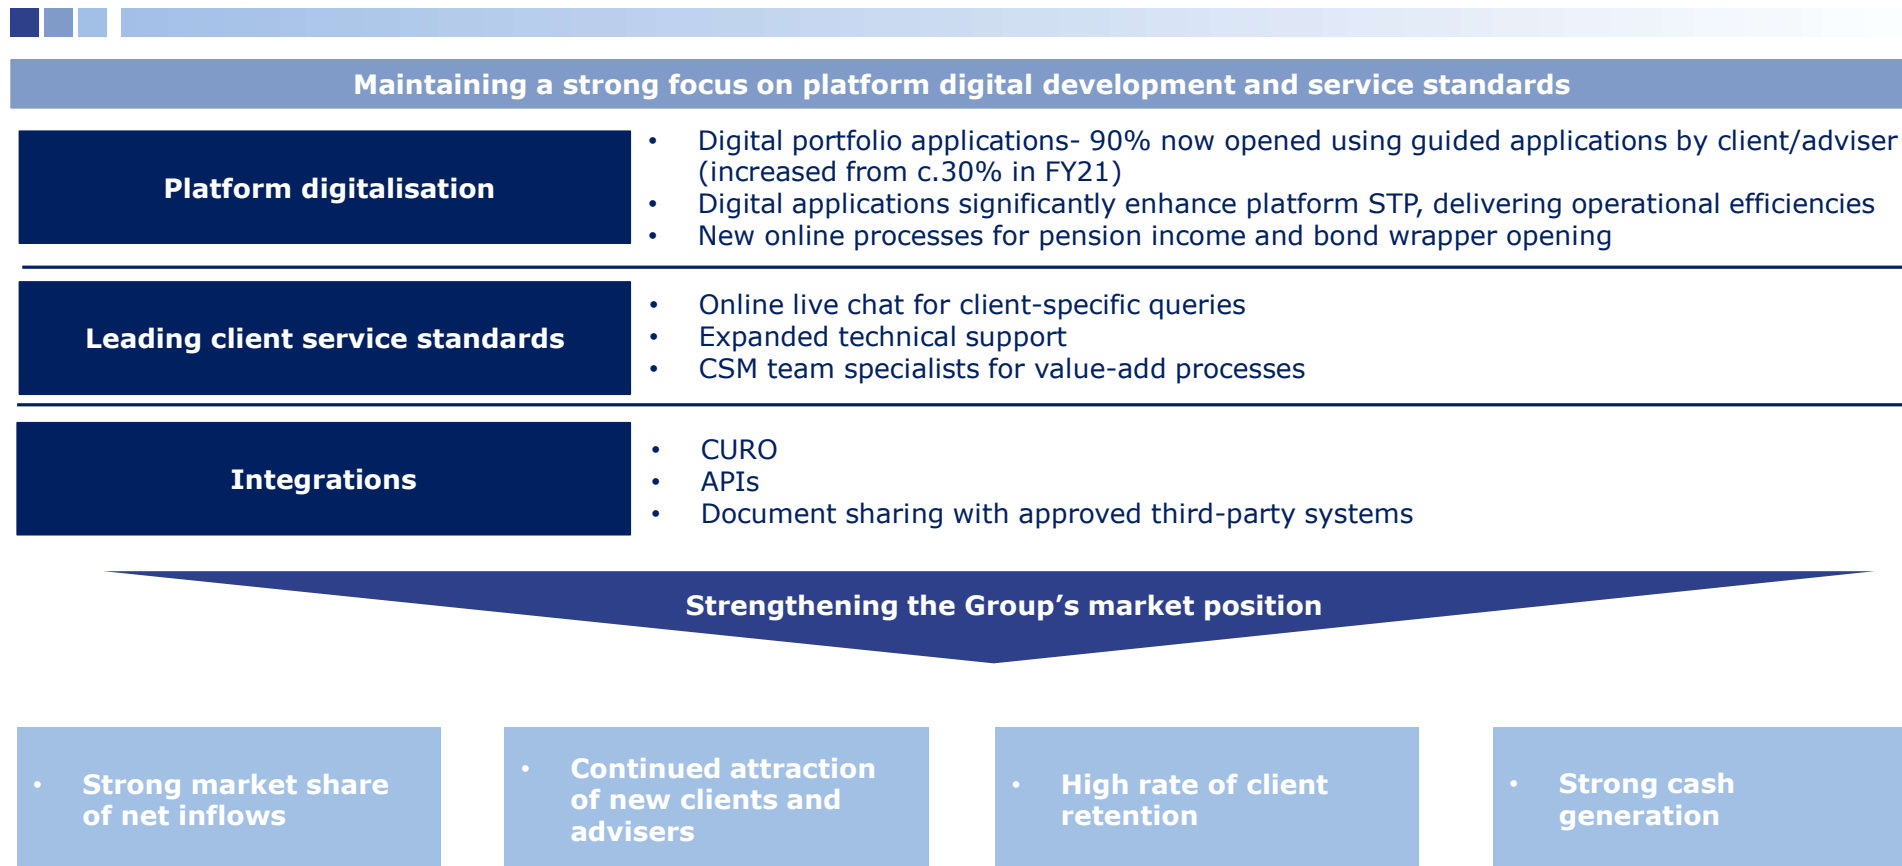 Maintaining a strong focus on platform digital development and service standards
Platform digitalisation
• Digital portfolio applications- 90% now opened using guided applications by client/adviser
(increased from c.30% in FY21)
• Digital applications significantly enhance platform STP, delivering operational efficiencies
• New online processes for pension income and bond wrapper opening
Leading client service standards
• Online live chat for client-specific queries
• Expanded technical support
• CSM team specialists for value-add processes
Integrations
• CURO
• APIs
• Document sharing with approved third-party systems
Strengthening the Group’s market position
• Strong market share
of net inflows
• Continued attraction
of new clients and
advisers
• High rate of client
retention
• Strong cash
generation